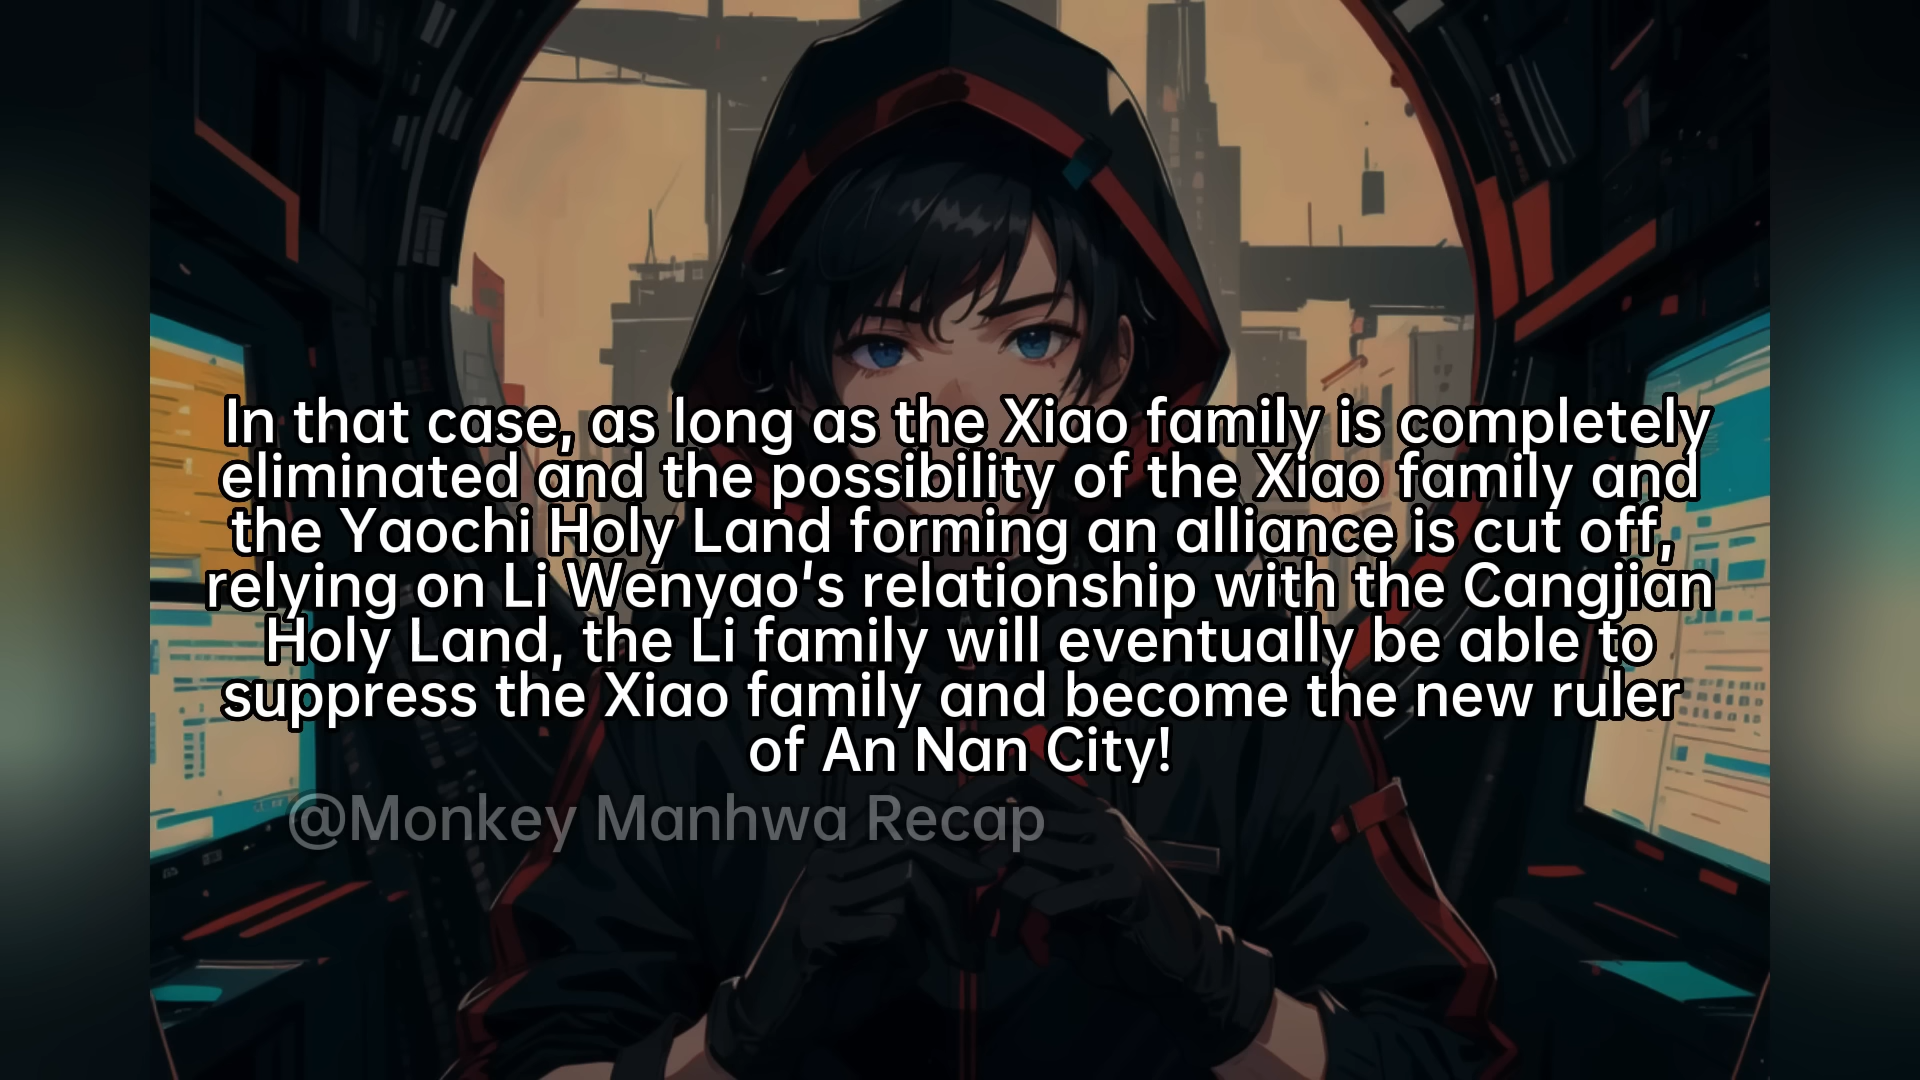 In that case, as long as the Xiao family is completely
eliminated and the possibility of the Xiao family and
the Yaochi Holy Land forming an alliance is cut off,
relying on Li Wenyao's relationship with the Cangjian
Holy Land, the Li family will eventually be able to
suppress the Xiao family and become the new ruler
of An Nan City!
@Monkey Manhwa Recap